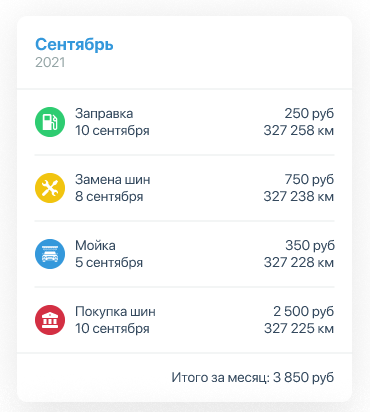 Сентябрь
2021
Заправка 250 руб
10 сентября 327 258 км
Замена шин 750 руб
8 сентября 327 238 км
Мойка 350 руб
5 сентября 327 228 км
Покупка шин 2 500 руб
10 сентября 327 225 км
Итого за месяц: 3 850 руб